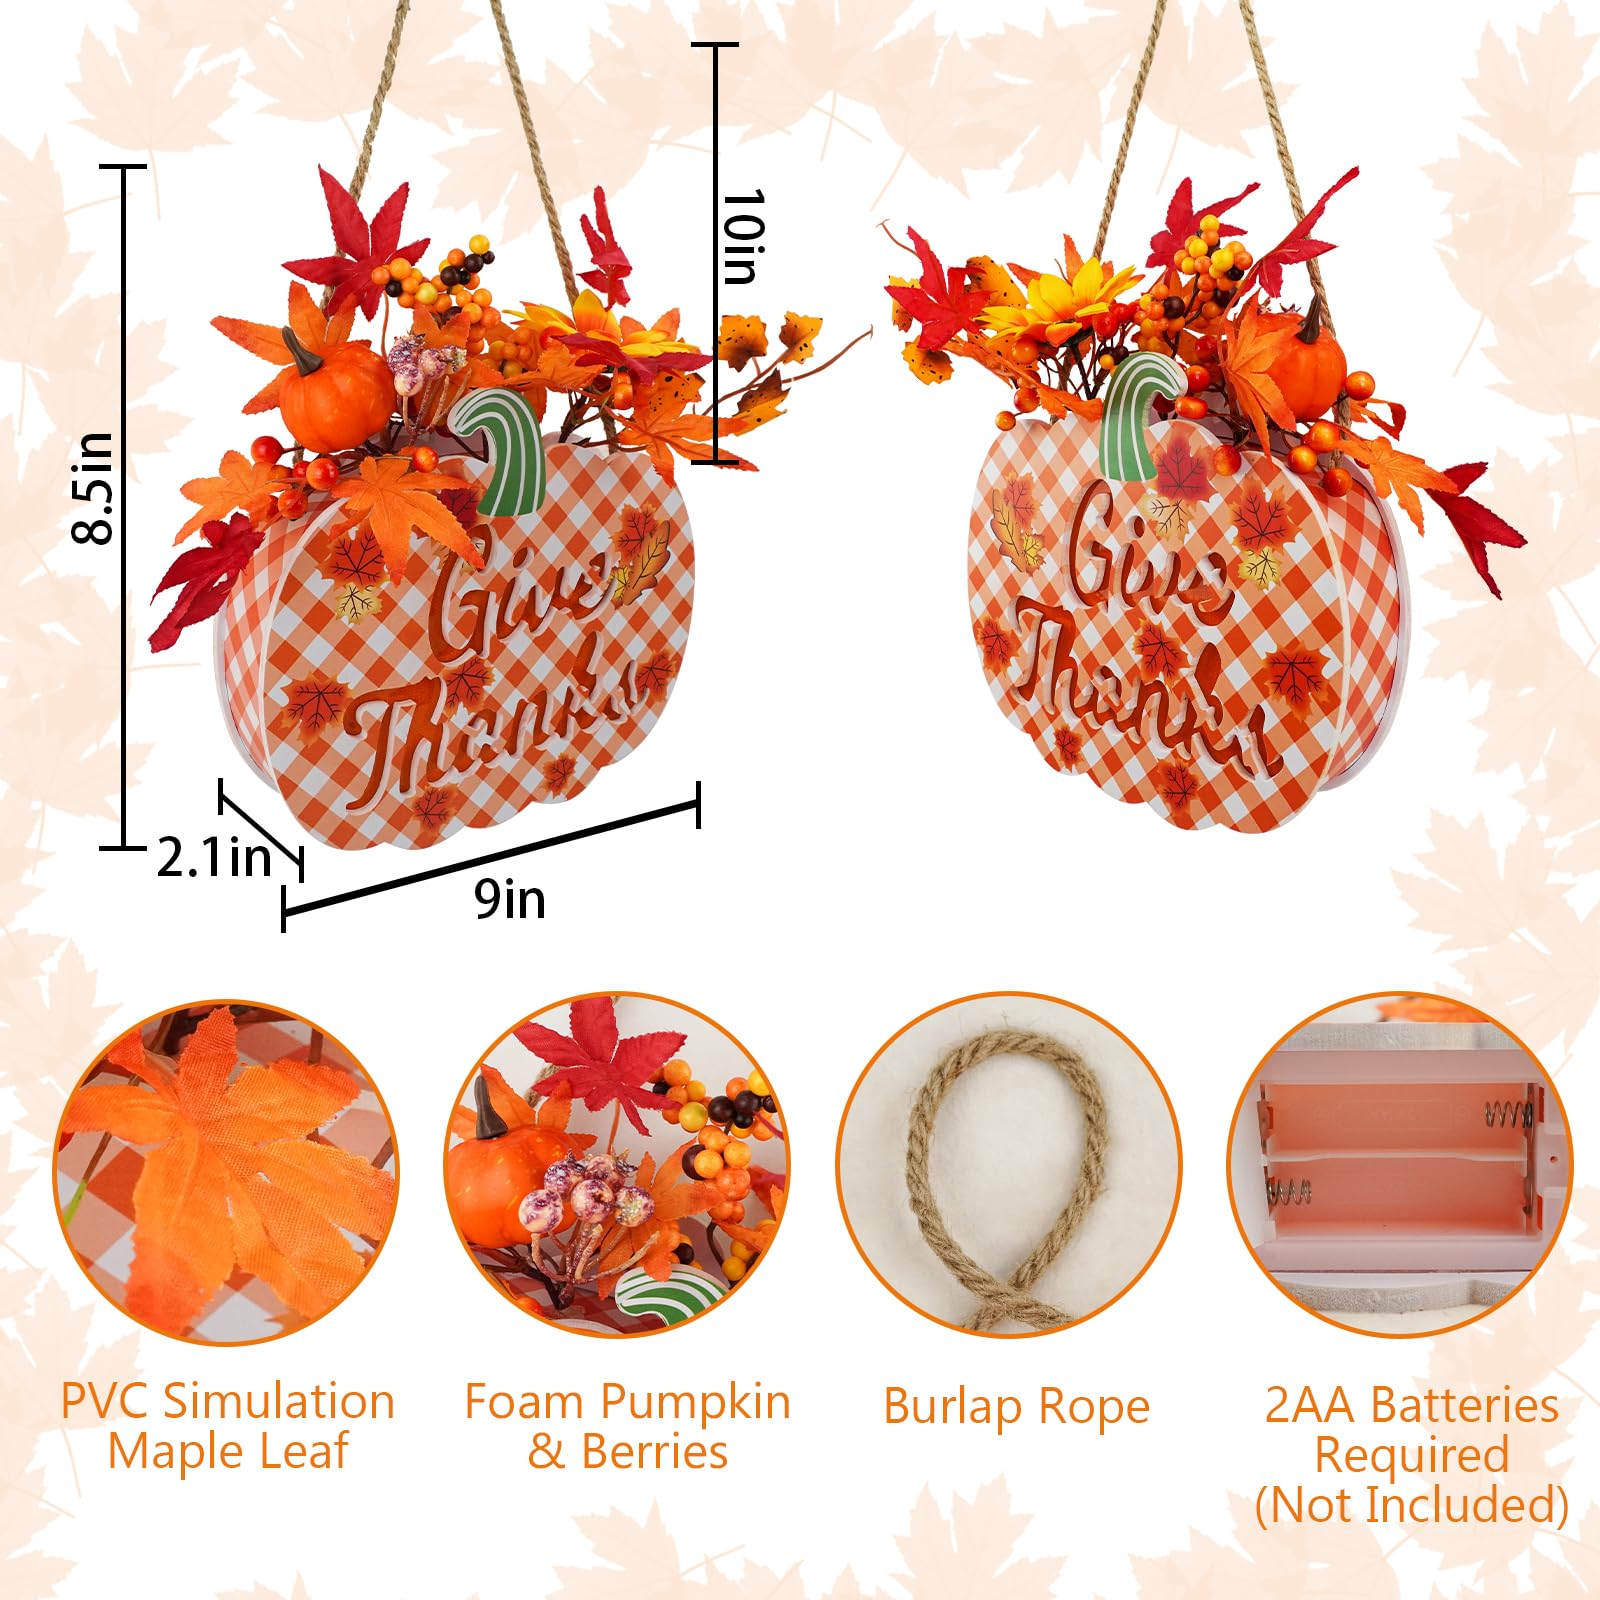 10in
8.5in
Give
Thanks
Give
Thanks
2.1in
9in
PVC Simulation
Maple Leaf
Foam Pumpkin
& Berries
Burlap Rope
2AA Batteries
Required
(Not Included)